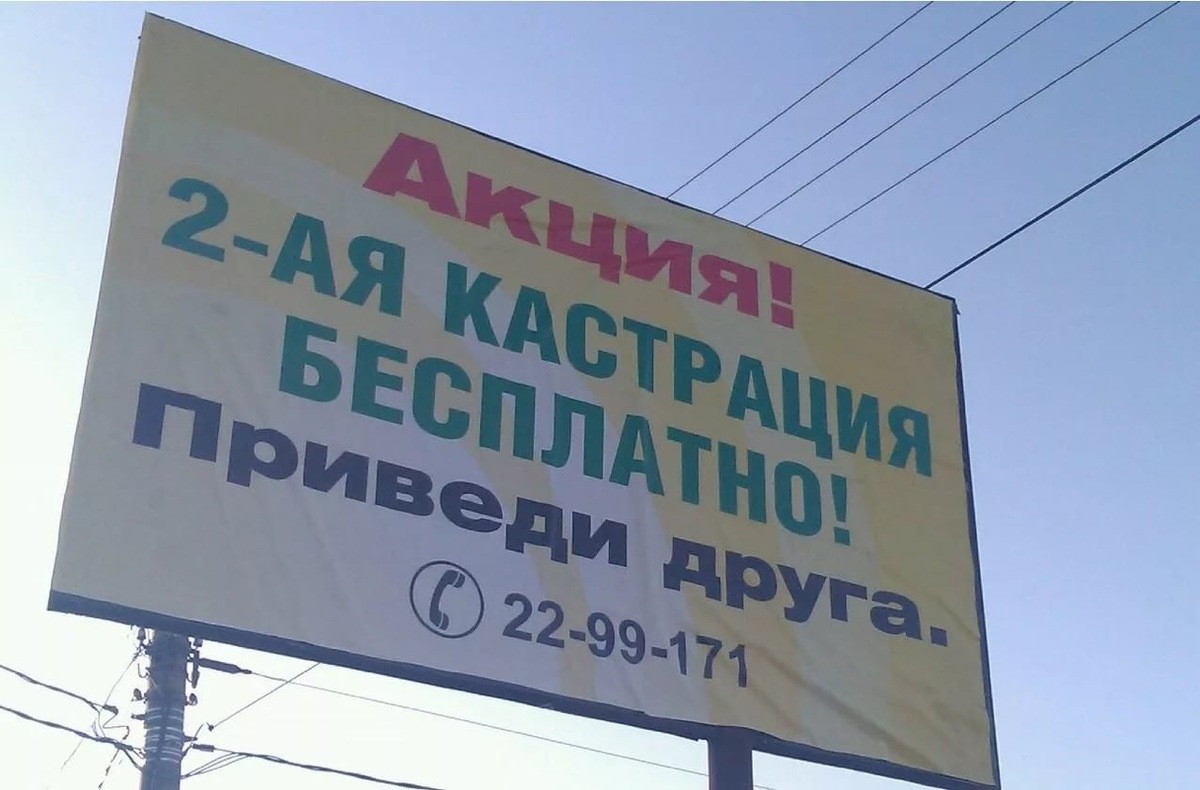 Акция!
2-АЯ КАСТРАЦИЯ
БЕСПЛАТНО!
Приведи друга.
22-99-171